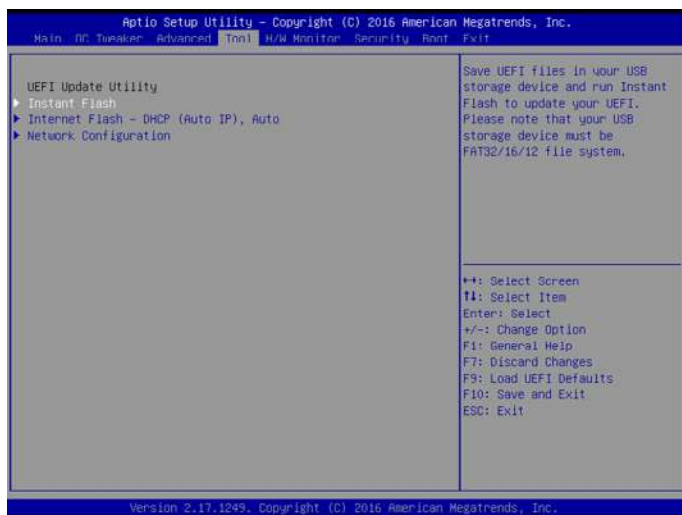 Aptio Setup Utility – Copyright (C) 2016 American Megatrends, Inc.
Main OC Tweaker Advanced Tool H/W Monitor Security Boot Exit
UEFI Update Utility
Instant Flash
Internet Flash - DHCP (Auto IP), Auto
Network Configuration
Save UEFI files in your USB
storage device and run Instant
Flash to update your UEFI.
Please note that your USB
storage device must be
FAT32/16/12 file system.
→←: Select Screen
↑↓: Select Item
Enter: Select
+/-: Change Option
F1: General Help
F7: Discard Changes
F9: Load UEFI Defaults
F10: Save and Exit
ESC: Exit
Version 2.17.1249. Copyright (C) 2016 American Megatrends, Inc.